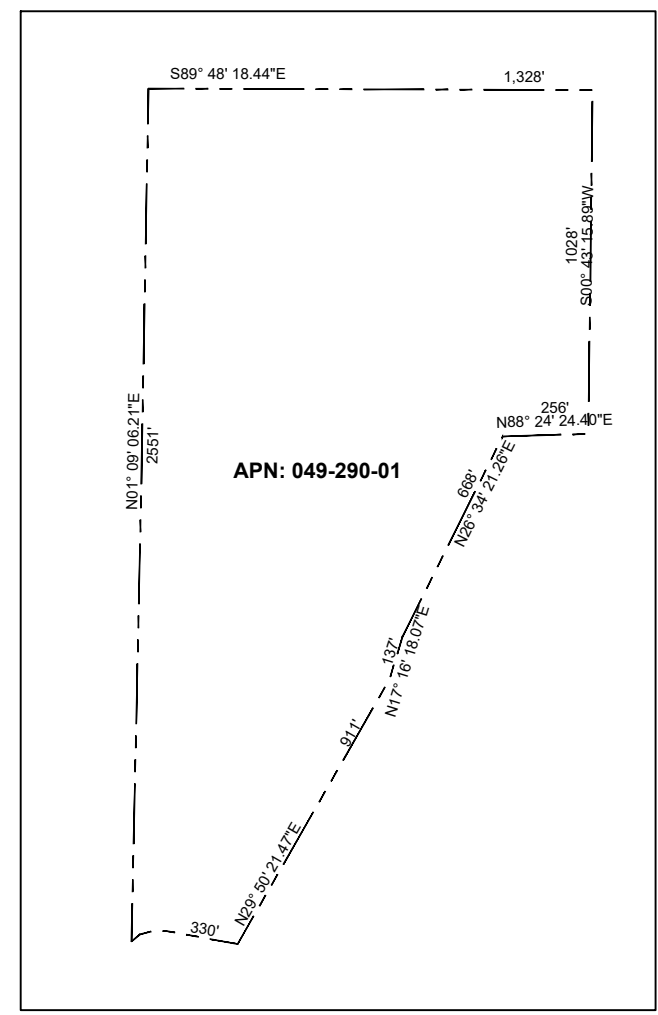 S89° 48' 18.44"E
1,328'
1028'
S00° 43' 15.89"W
256'
N88° 24' 24.40"E
N01° 09' 06.21"E
2551'
APN: 049-290-01
668'
N26° 34' 21.26"E
137'
N17° 16' 18.07"E
911'
N29° 50' 21.47"E
330'